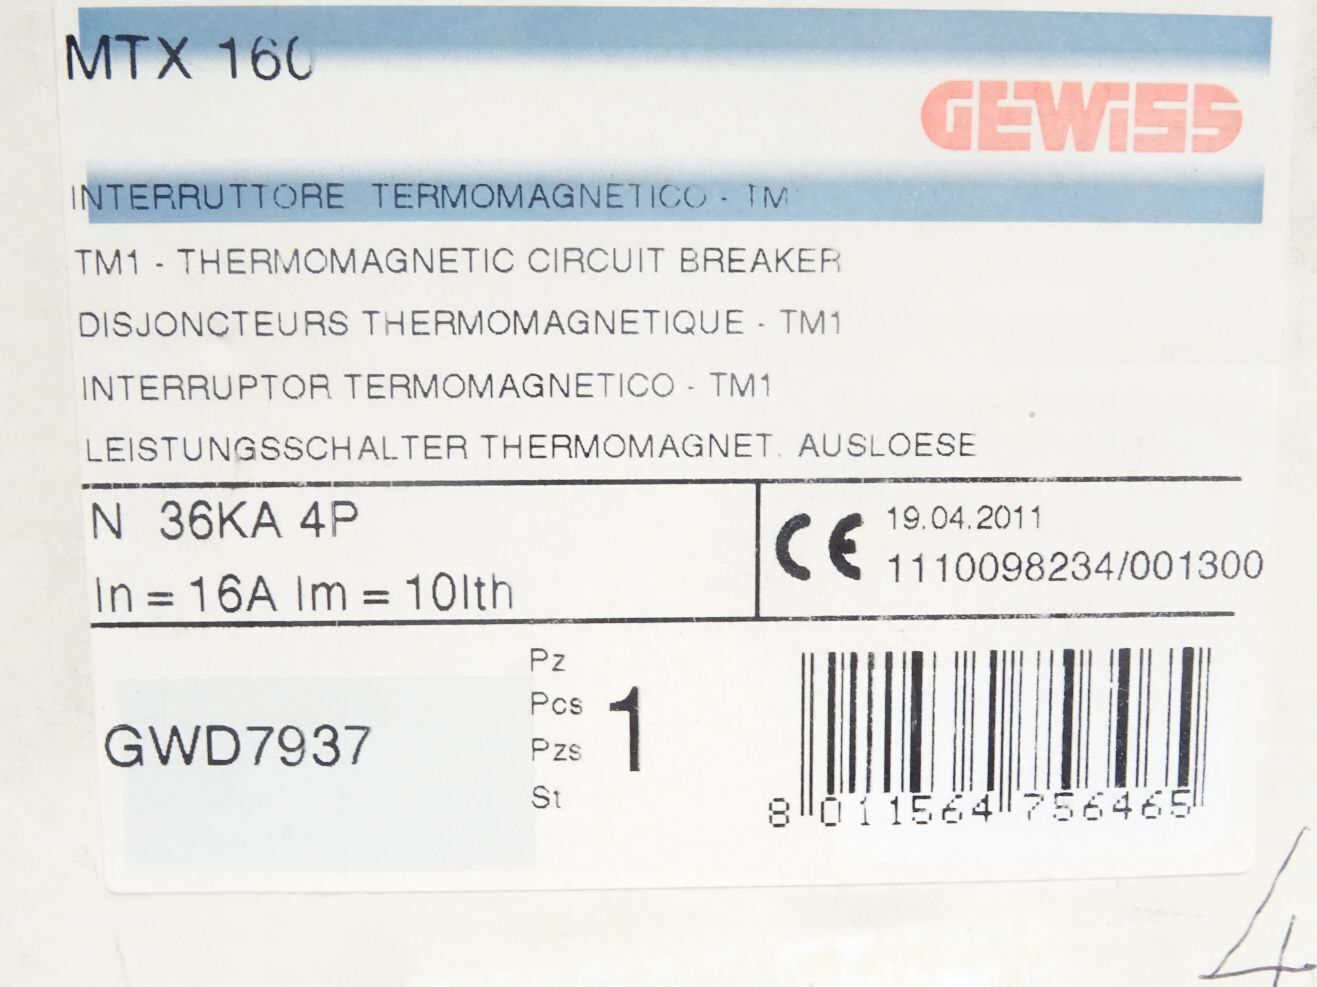 MTX 160
GEWISS
INTERRUTTORE TERMOMAGNETICO - TM
TM1 - THERMOMAGNETIC CIRCUIT BREAKER
DISJONCTEURS THERMOMAGNETIQUE - TM1
INTERRUPTOR TERMOMAGNETICO - TM1
LEISTUNGSSCHALTER THERMOMAGNET. AUSLOESE
N 36KA 4P
In = 16A Im = 10Ith
CE
19.04.2011
1110098234/001300
GWD7937
Pz
Pcs
Pzs
St
1
8 011564 756465
4